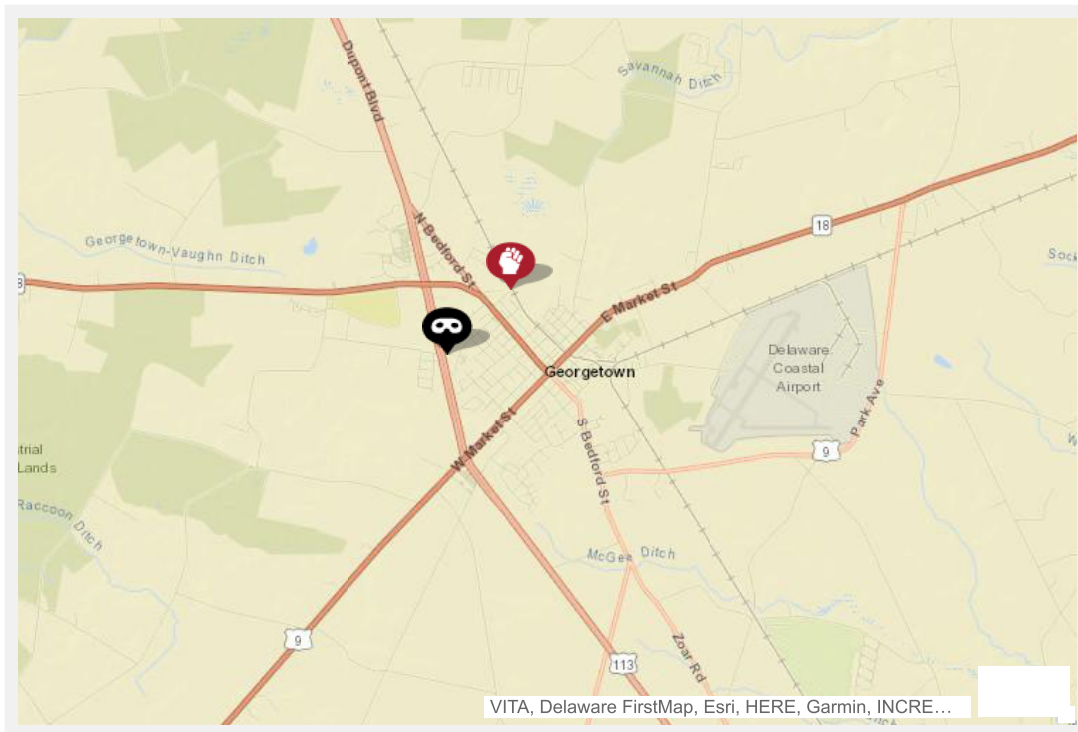 Dupont Blvd
Savannah Ditch
N Bedford St
18
Georgetown-Vaughn Ditch
E Market St
Delaware
Coastal
Airport
Georgetown
Park Ave
W Market St
S Bedford St
9
Lands
Raccoon Ditch
McGee Ditch
9
Zoar Rd
113
VITA, Delaware FirstMap, Esri, HERE, Garmin, INCRE...